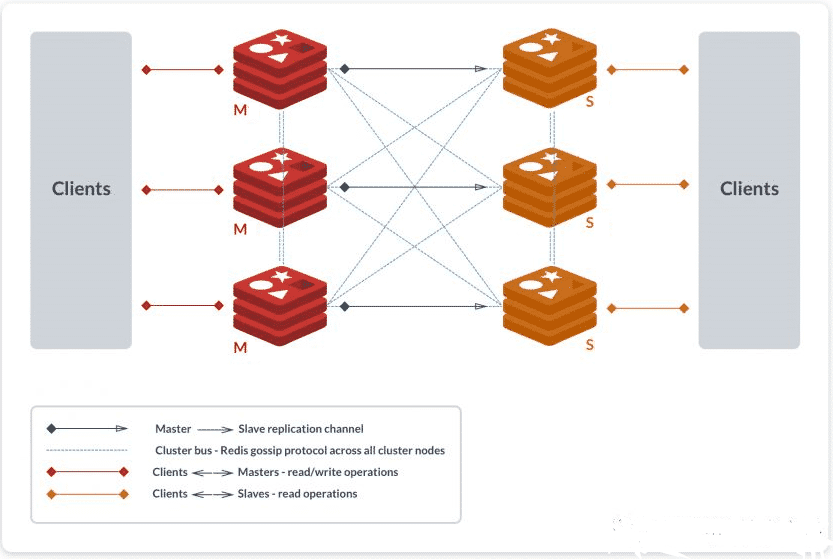 M
S
Clients
M
S
Clients
M
S
Master Slave replication channel
Cluster bus - Redis gossip protocol across all cluster nodes
Clients Masters - read/write operations
Clients Slaves - read operations